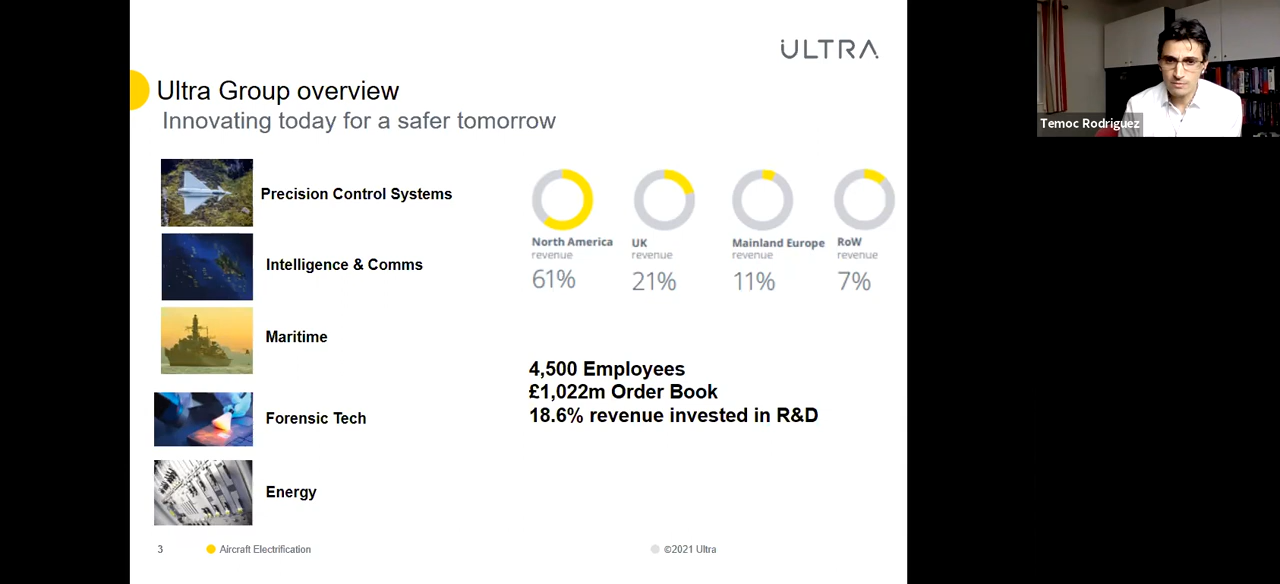 ULTRA
Ultra Group overview
Innovating today for a safer tomorrow
Precision Control Systems
Intelligence & Comms
Maritime
Forensic Tech
Energy
North America
revenue
61%
UK
revenue
21%
Mainland Europe
revenue
11%
RoW
revenue
7%
4,500 Employees
£1,022m Order Book
18.6% revenue invested in R&D
3
Aircraft Electrification
©2021 Ultra
Temoc Rodriguez